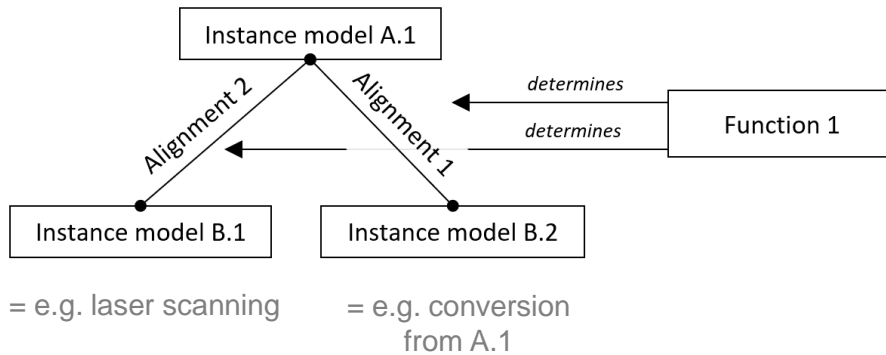 Instance model A.1
Alignment 2
Alignment 1
determines
determines
Function 1
Instance model B.1
Instance model B.2
= e.g. laser scanning
= e.g. conversion
from A.1